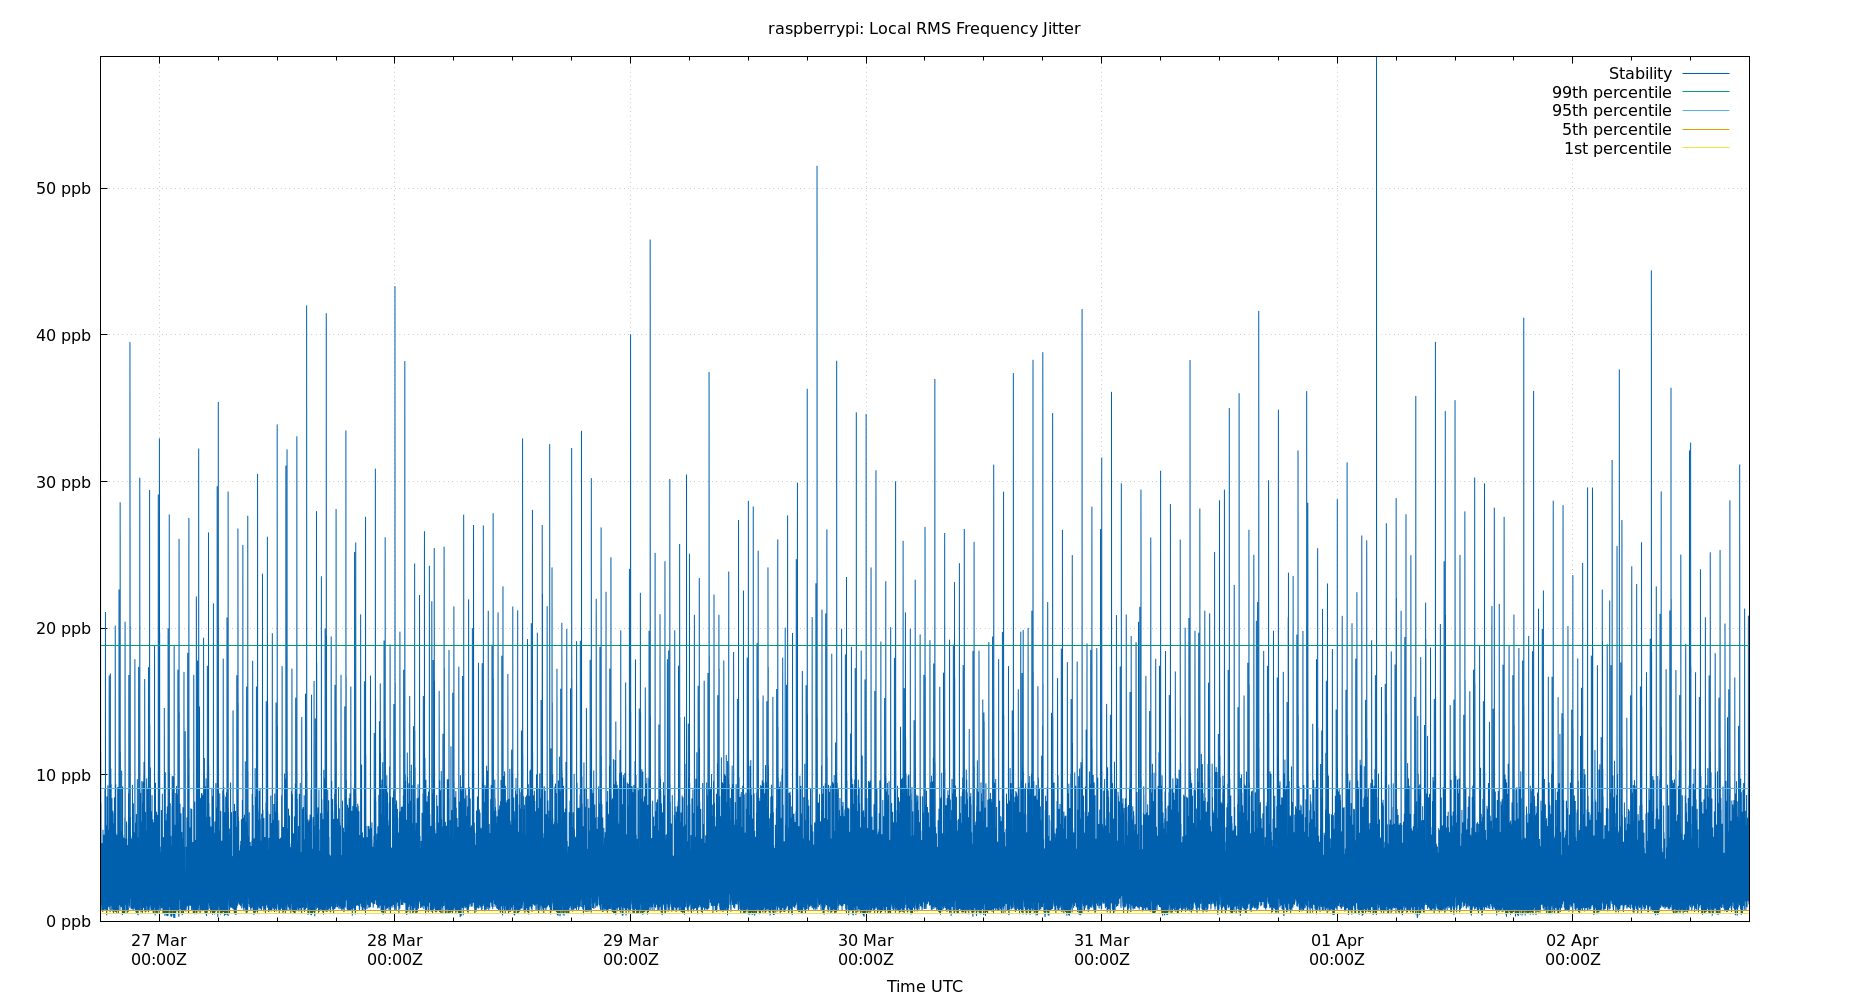 raspberrypi: Local RMS Frequency Jitter
Stability
99th percentile
95th percentile
5th percentile
1st percentile
50 ppb
40 ppb
30 ppb
20 ppb
10 ppb
0 ppb
27 Mar 28 Mar 29 Mar 30 Mar 31 Mar 01 Apr 02 Apr
00:00Z 00:00Z 00:00Z 00:00Z 00:00Z 00:00Z 00:00Z
Time UTC